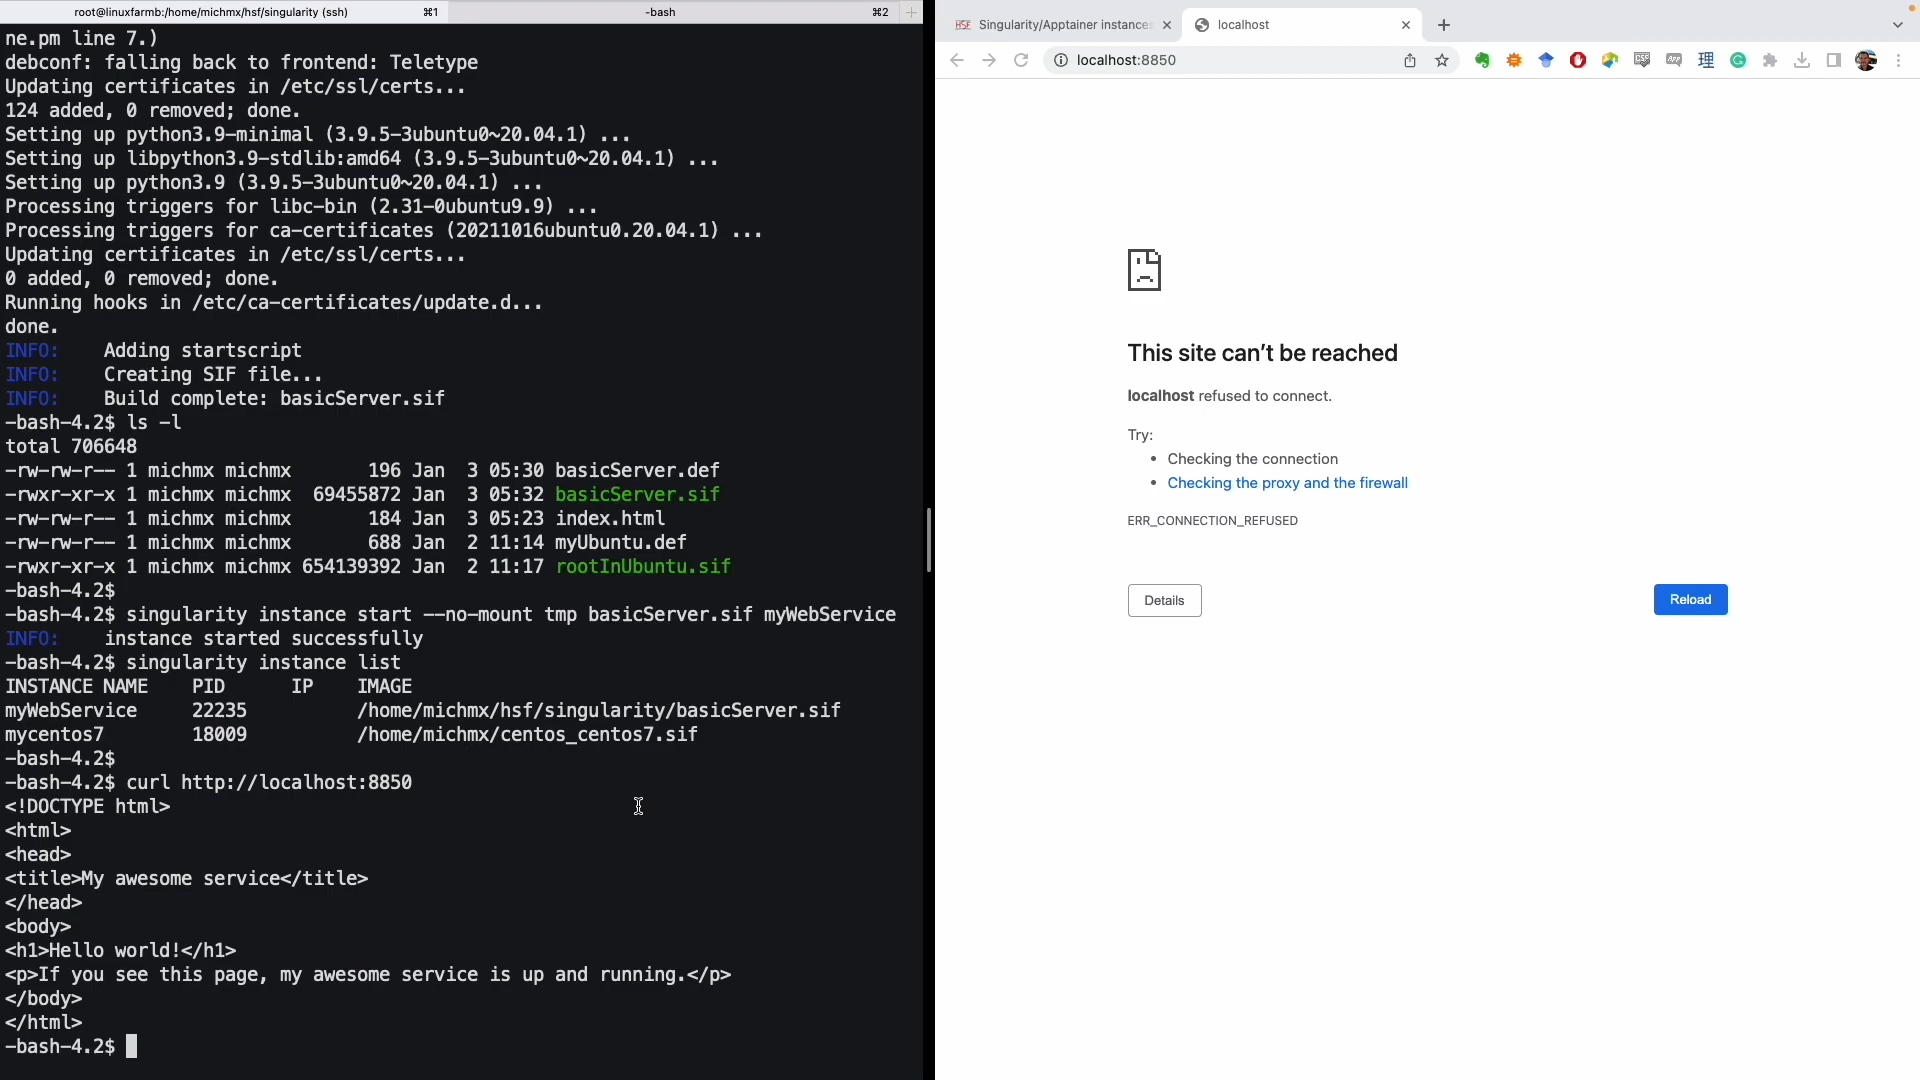 root@linuxfarmb:/home/michmx/hsf/singularity (ssh) ⌘1 -bash ⌘2
ne.pm line 7.)
debconf: falling back to frontend: Teletype
Updating certificates in /etc/ssl/certs...
124 added, 0 removed; done.
Setting up python3.9-minimal (3.9.5-3ubuntu0~20.04.1) ...
Setting up libpython3.9-stdlib:amd64 (3.9.5-3ubuntu0~20.04.1) ...
Setting up python3.9 (3.9.5-3ubuntu0~20.04.1) ...
Processing triggers for libc-bin (2.31-0ubuntu9.9) ...
Processing triggers for ca-certificates (20211016ubuntu0.20.04.1) ...
Updating certificates in /etc/ssl/certs...
0 added, 0 removed; done.
Running hooks in /etc/ca-certificates/update.d...
done.
INFO:    Adding startscript
INFO:    Creating SIF file...
INFO:    Build complete: basicServer.sif
-bash-4.2$ ls -l
total 706648
-rw-rw-r-- 1 michmx michmx       196 Jan  3 05:30 basicServer.def
-rwxr-xr-x 1 michmx michmx  69455872 Jan  3 05:32 basicServer.sif
-rw-rw-r-- 1 michmx michmx       184 Jan  3 05:23 index.html
-rw-rw-r-- 1 michmx michmx       688 Jan  2 11:14 myUbuntu.def
-rwxr-xr-x 1 michmx michmx 654139392 Jan  2 11:17 rootInUbuntu.sif
-bash-4.2$
-bash-4.2$ singularity instance start --no-mount tmp basicServer.sif myWebService
INFO:    instance started successfully
-bash-4.2$ singularity instance list
INSTANCE NAME    PID      IP    IMAGE
myWebService     22235          /home/michmx/hsf/singularity/basicServer.sif
mycentos7        18009          /home/michmx/centos_centos7.sif
-bash-4.2$
-bash-4.2$ curl http://localhost:8850
<!DOCTYPE html>
<html>
<head>
<title>My awesome service</title>
</head>
<body>
<h1>Hello world!</h1>
<p>If you see this page, my awesome service is up and running.</p>
</body>
</html>
-bash-4.2$
HSF Singularity/Apptainer instances localhost
localhost:8850
This site can't be reached
localhost refused to connect.
Try:
• Checking the connection
• Checking the proxy and the firewall
ERR_CONNECTION_REFUSED
Details
Reload